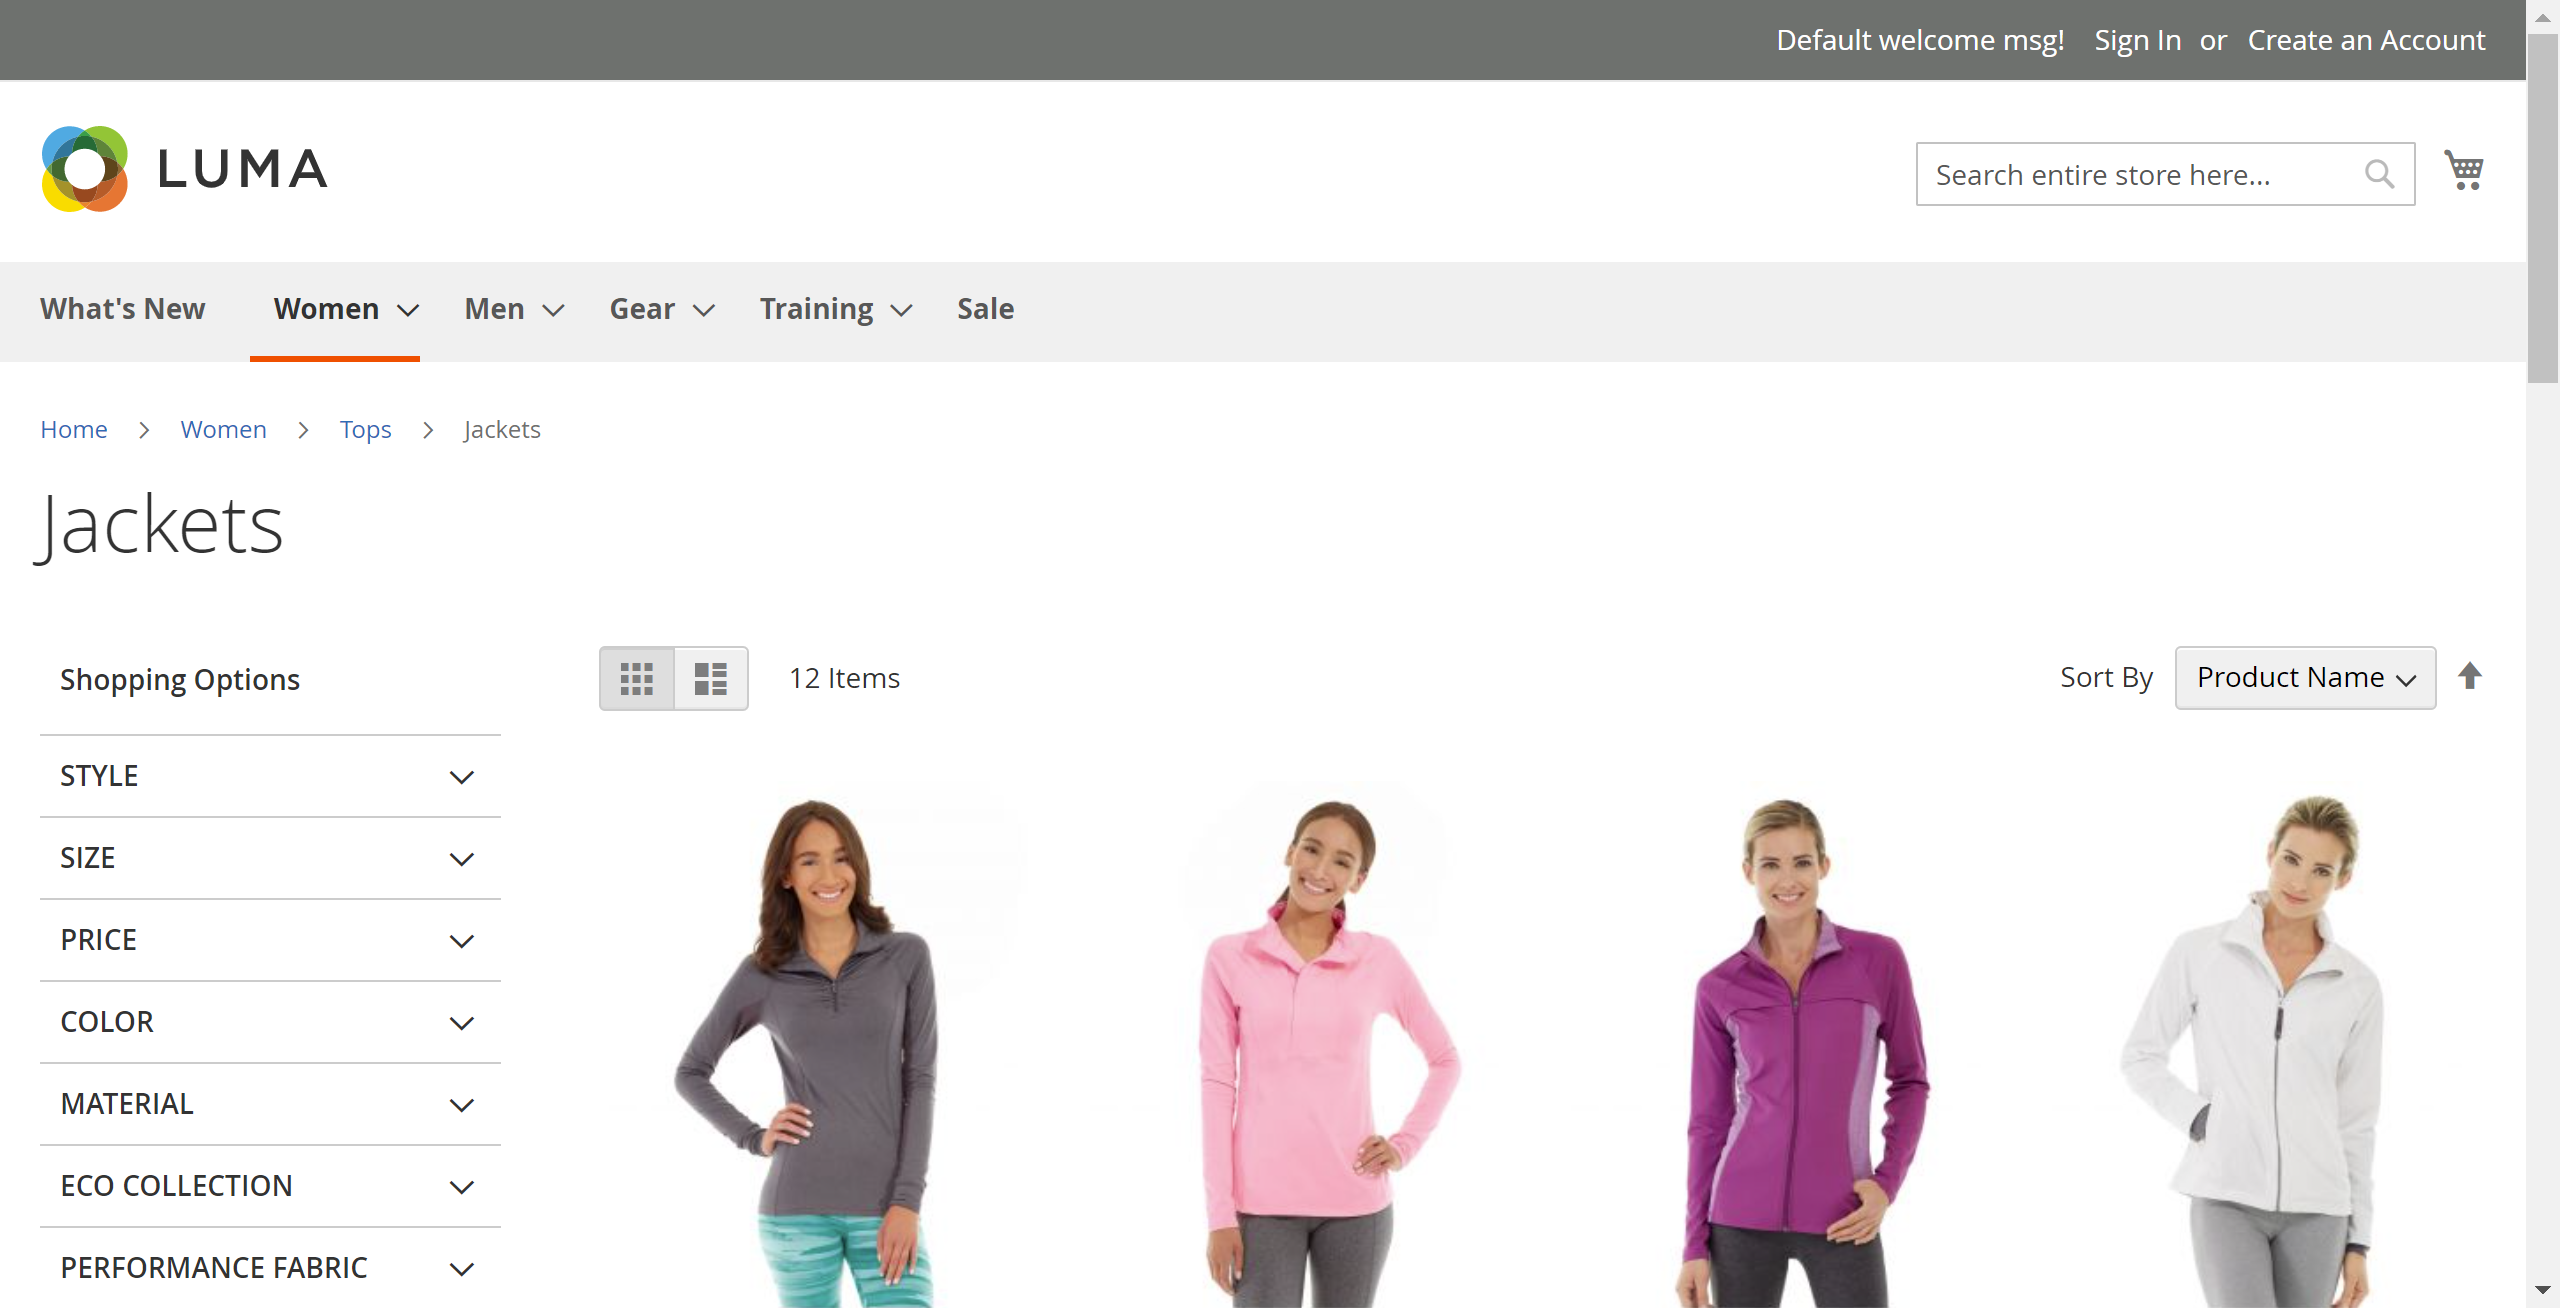 Default welcome msg! Sign In or Create an Account
LUMA
Search entire store here...
What's New Women Men Gear Training Sale
Home Women Tops Jackets
Jackets
Shopping Options
12 Items
Sort By Product Name
STYLE
SIZE
PRICE
COLOR
MATERIAL
ECO COLLECTION
PERFORMANCE FABRIC